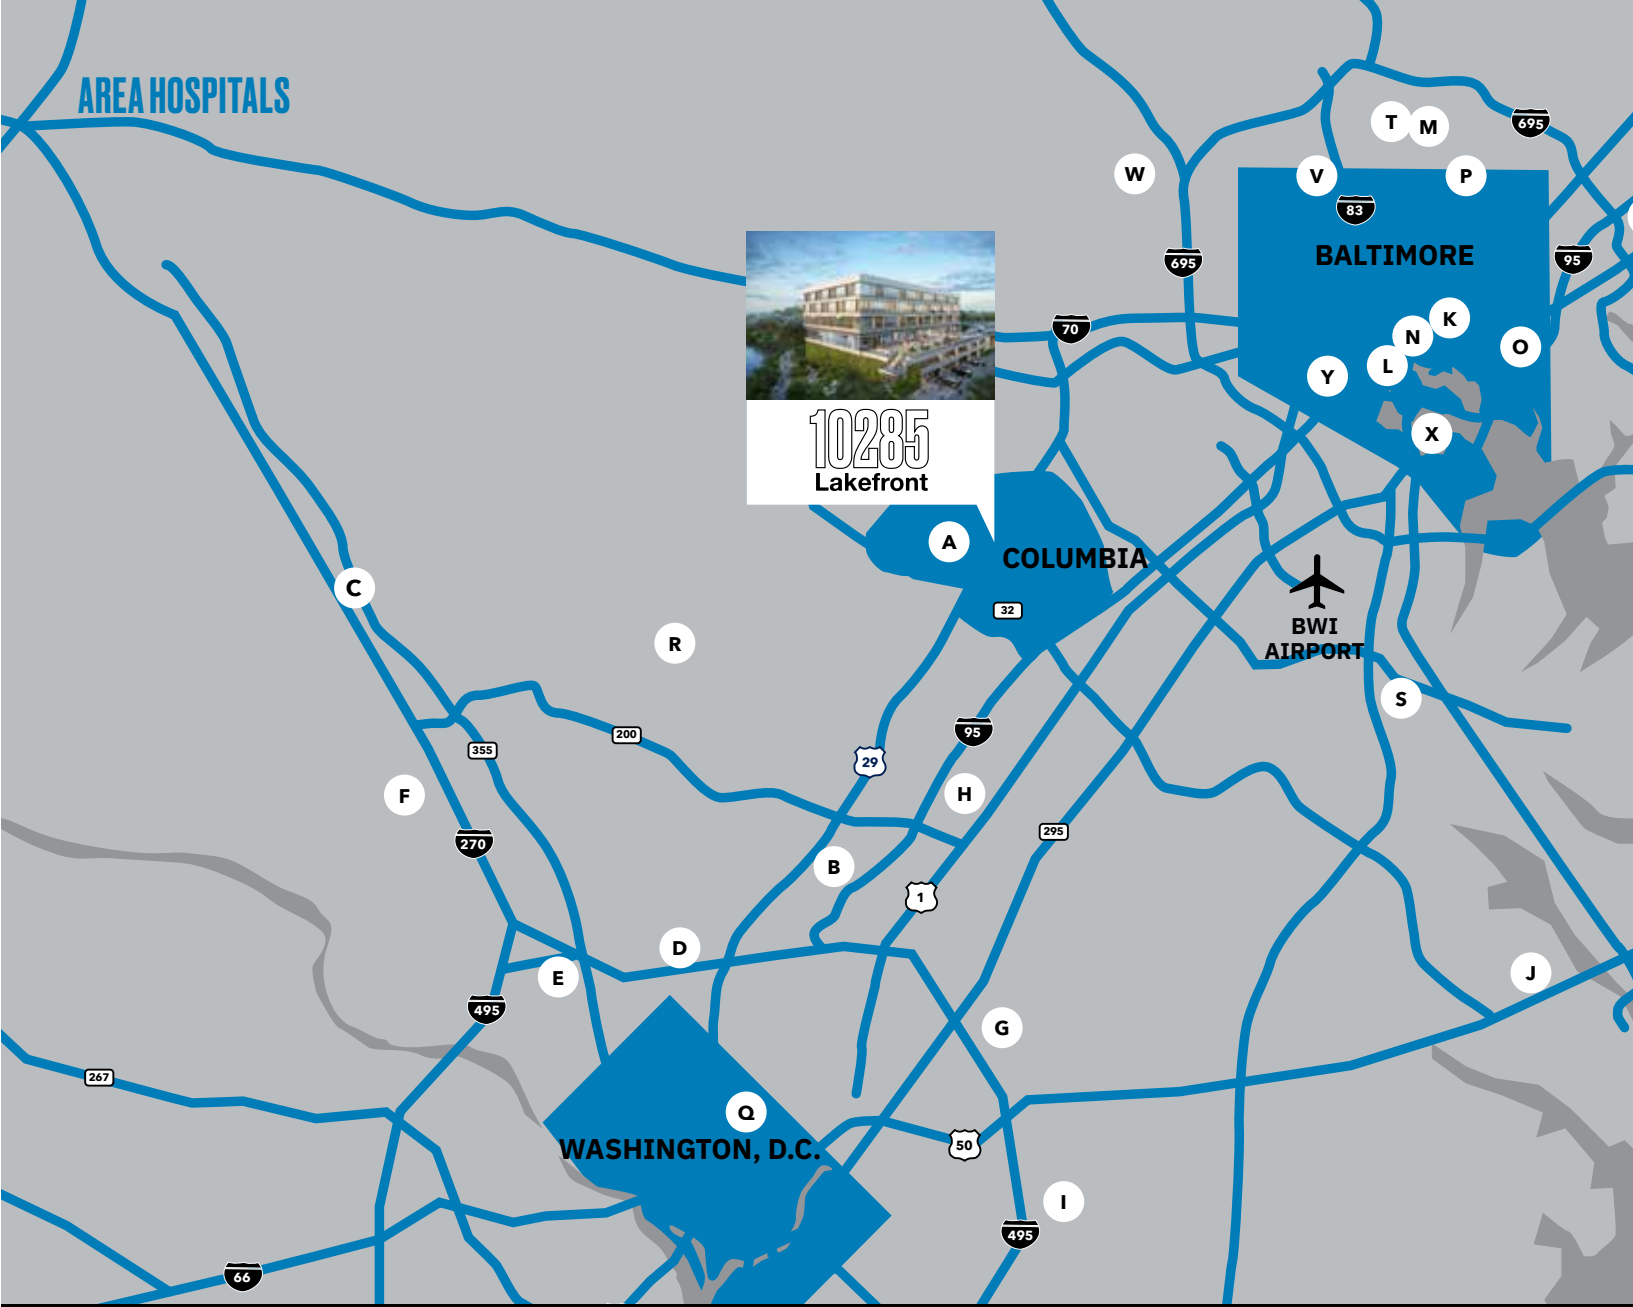 AREA HOSPITALS
T
M
695
W
V
P
83
BALTIMORE
695
95
70
K
N
O
L
Y
X
10285
Lakefront
A
COLUMBIA
C
32
BWI
AIRPORT
R
S
200
355
29
95
F
H
270
295
B
1
D
E
J
495
G
267
Q
WASHINGTON, D.C.
50
I
495
66